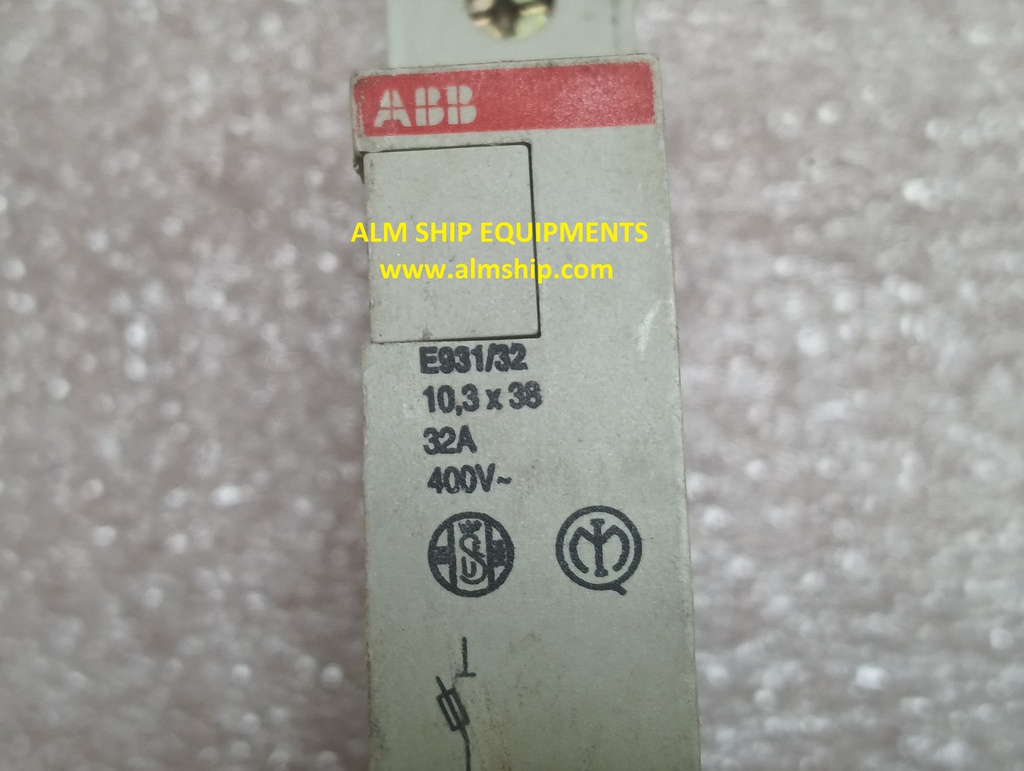 ABB
ALM SHIP EQUIPMENTS
www.almship.com
E931/32
10,3 x 38
32A
400V~